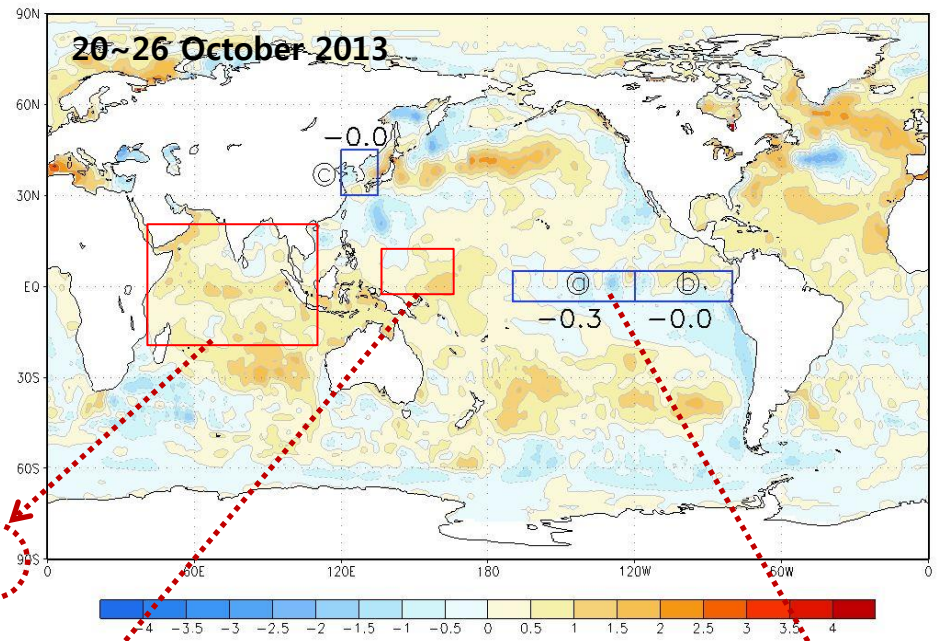 90N
20~26 October 2013
60N
-0.0
ⓒ
30N
EQ
ⓐ ⓑ
-0.3 -0.0
30S
60S
90S
0 60E 120E 180 120W 60W 0
-4 -3.5 -3 -2.5 -2 -1.5 -1 -0.5 0 0.5 1 1.5 2 2.5 3 3.5 4